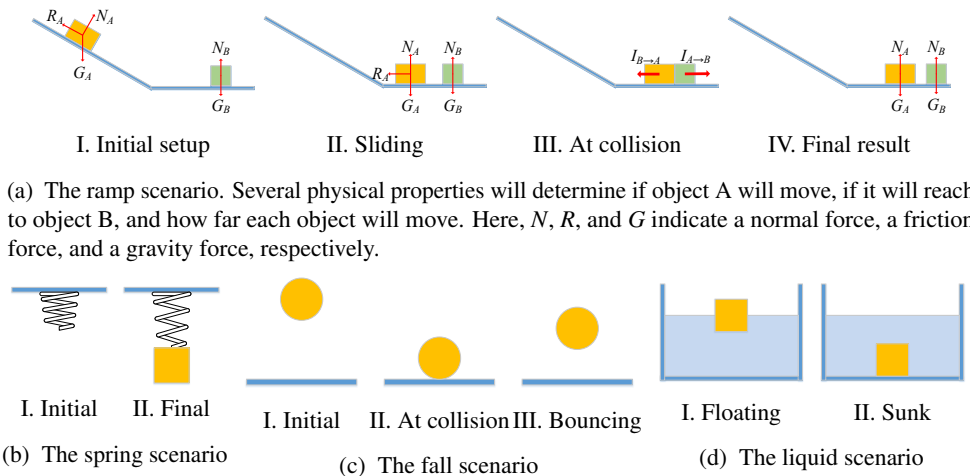 R_A N_A G_A N_B G_B
N_A R_A G_A N_B G_B
I_{B→A} I_{A→B}
N_A G_A N_B G_B
I. Initial setup II. Sliding III. At collision IV. Final result
(a) The ramp scenario. Several physical properties will determine if object A will move, if it will reach
to object B, and how far each object will move. Here, N, R, and G indicate a normal force, a friction
force, and a gravity force, respectively.
I. Initial II. Final
(b) The spring scenario
I. Initial II. At collision III. Bouncing
(c) The fall scenario
I. Floating II. Sunk
(d) The liquid scenario